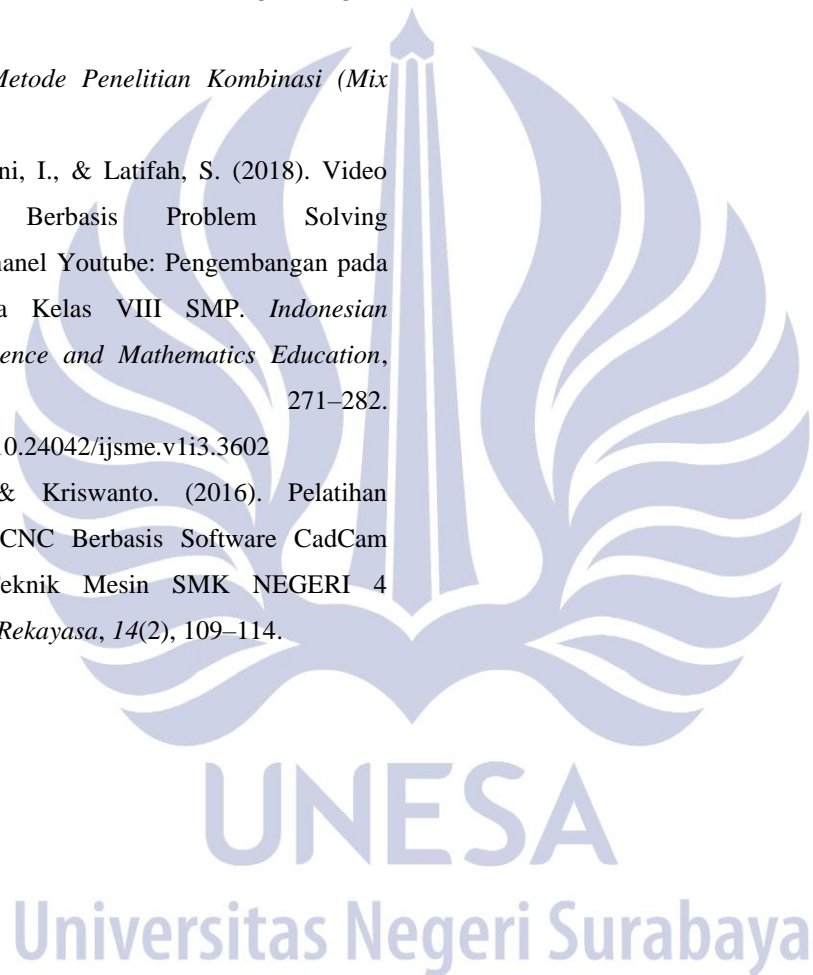 Metode Penelitian Kombinasi (Mix
ni, I., & Latifah, S. (2018). Video
Berbasis Problem Solving
hanel Youtube: Pengembangan pada
a Kelas VIII SMP. Indonesian
ence and Mathematics Education,
271–282.
10.24042/ijsme.v1i3.3602
& Kriswanto. (2016). Pelatihan
CNC Berbasis Software CadCam
Teknik Mesin SMK NEGERI 4
Rekayasa, 14(2), 109–114.
UNESA
Universitas Negeri Surabaya